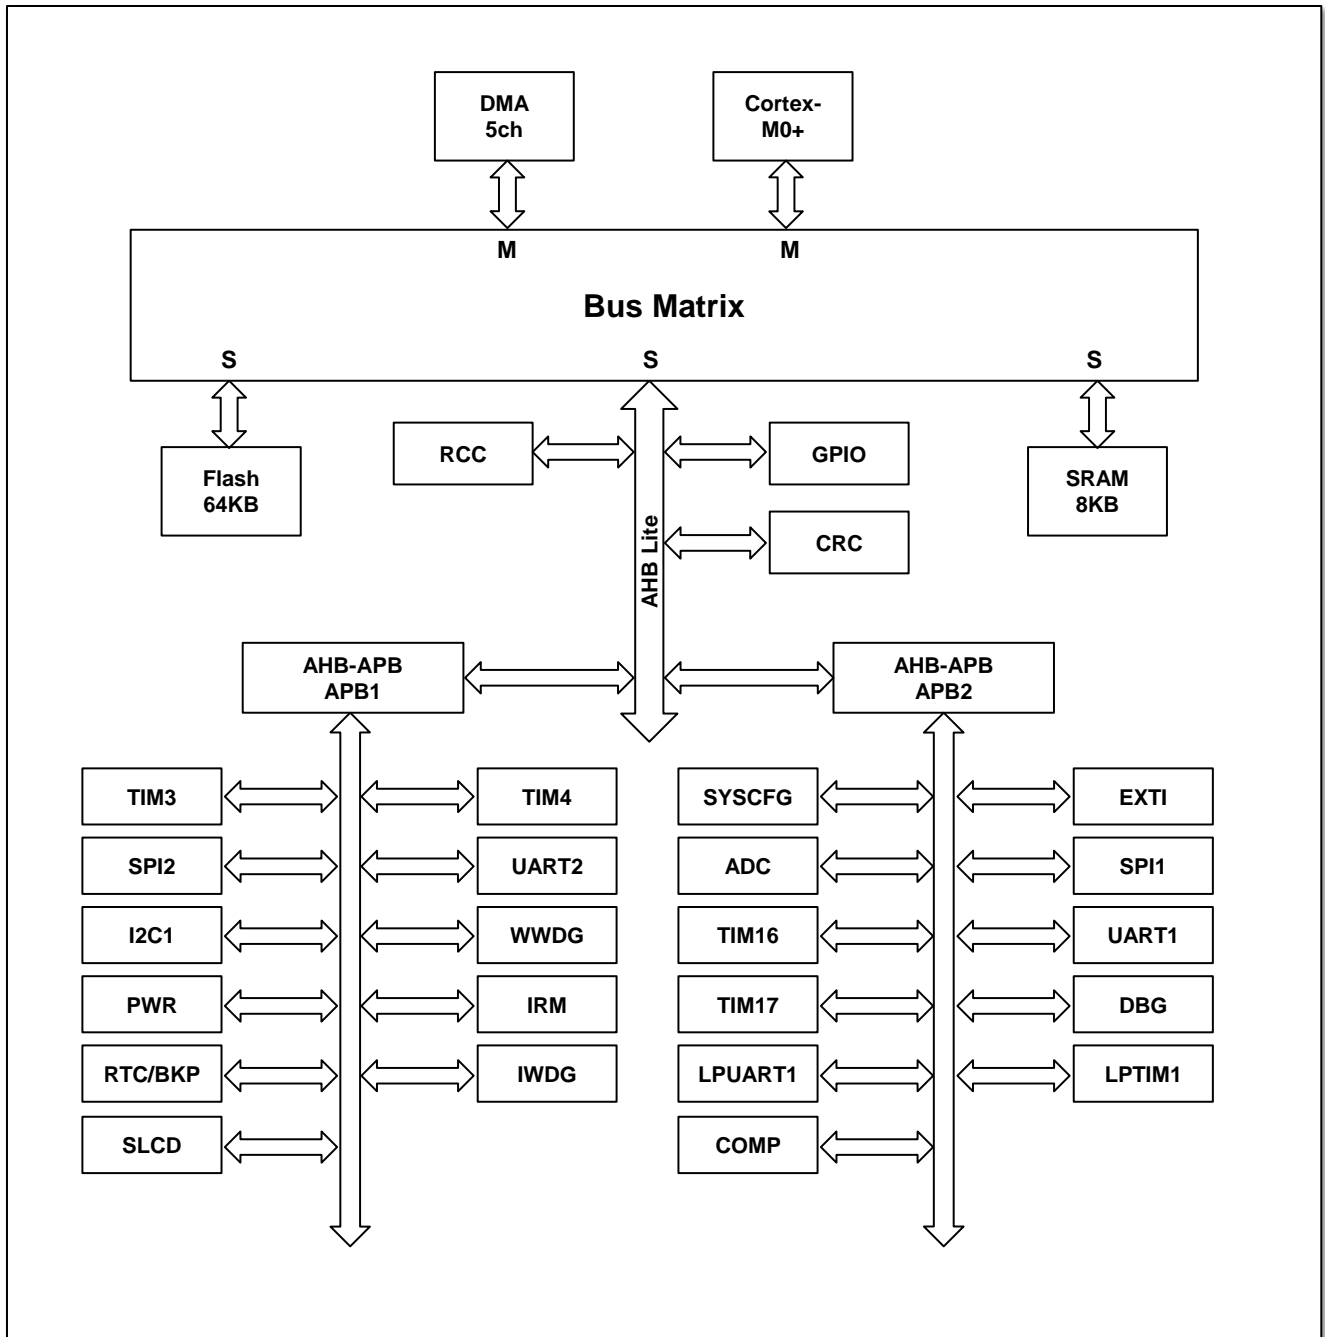 DMA
5ch
Cortex-
M0+
M
M
Bus Matrix
S
S
S
Flash
64KB
RCC
GPIO
SRAM
8KB
CRC
AHB Lite
AHB-APB
APB1
AHB-APB
APB2
TIM3
TIM4
SYSCFG
EXTI
SPI2
UART2
ADC
SPI1
I2C1
WWDG
TIM16
UART1
PWR
IRM
TIM17
DBG
RTC/BKP
IWDG
LPUART1
LPTIM1
SLCD
COMP